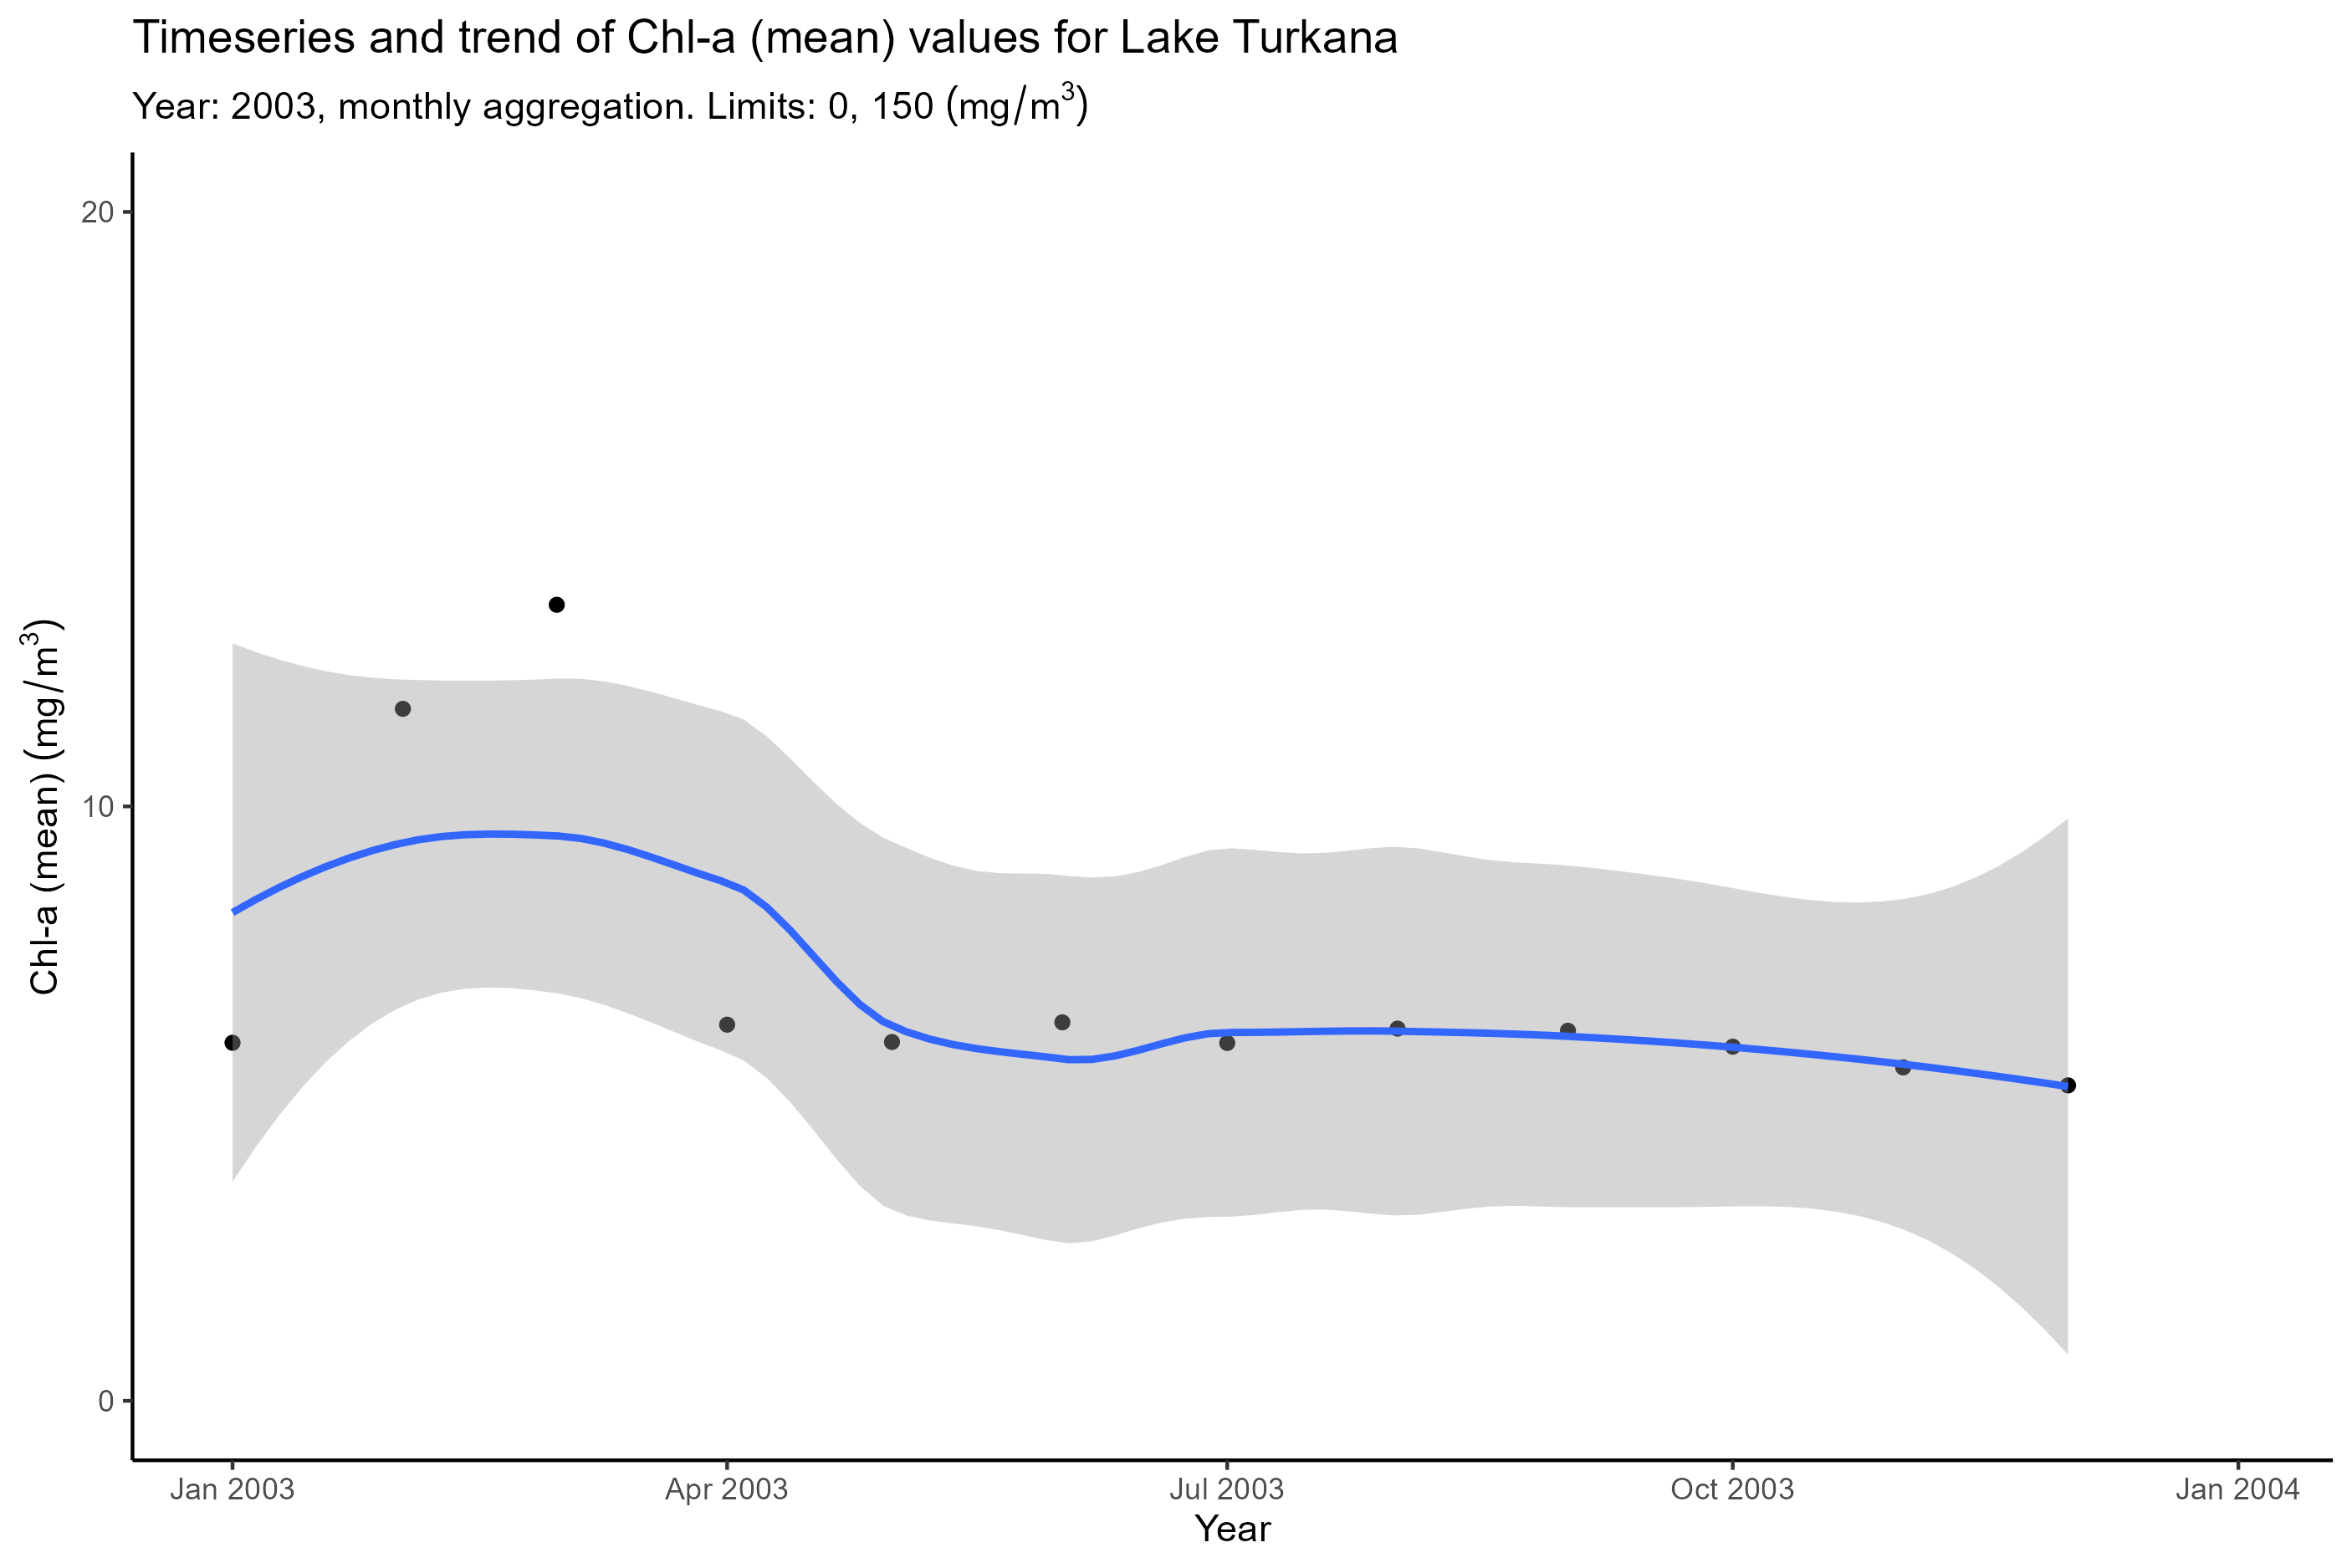 Timeseries and trend of Chl-a (mean) values for Lake Turkana
Year: 2003, monthly aggregation. Limits: 0, 150 (mg/m³)
Chl-a (mean) (mg/m³)
20
10
0
Jan 2003
Apr 2003
Jul 2003
Oct 2003
Jan 2004
Year